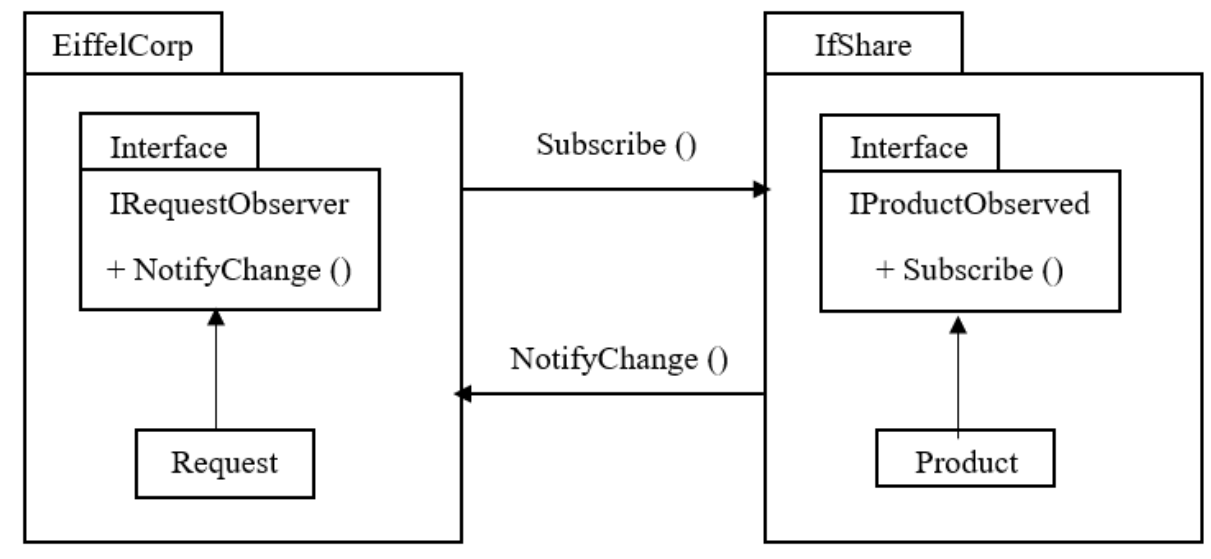 EiffelCorp
Interface
IRequestObserver
+ NotifyChange ()
Request
Subscribe ()
NotifyChange ()
IfShare
Interface
IProductObserved
+ Subscribe ()
Product